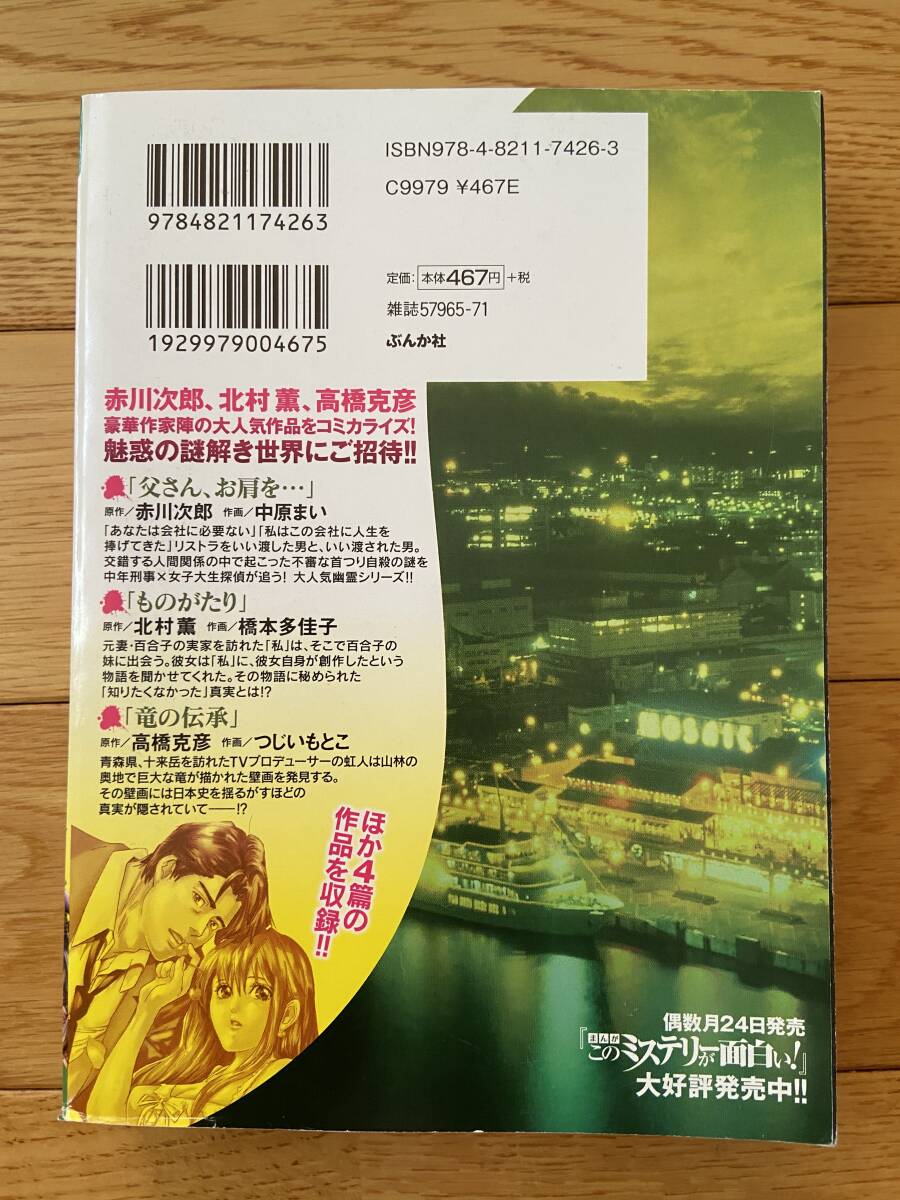 ISBN978-4-8211-7426-3
C9979 ¥467E
9784821174263
定価:本体467円+税
雑誌57965-71
ぶんか社
1929979004675
赤川次郎、北村 薫、高橋克彦
豪華作家陣の大人気作品をコミカライズ!
魅惑の謎解き世界にご招待!!
「父さん、お肩を…」
原作/赤川次郎 作画/中原まい
「あなたは会社に必要ない」「私はこの会社に人生を
捧げてきた」リストラをいい渡した男と、いい渡された男。
交錯する人間関係の中で起こった不審な首つり自殺の謎を
中年刑事×女子大生探偵が追う! 大人気幽霊シリーズ!!
「ものがたり」
原作/北村薫 作画/橋本多佳子
元妻・百合子の実家を訪れた「私」は、そこで百合子の
妹に出会う。彼女は「私」に、彼女自身が創作したという
物語を聞かせてくれた。その物語に秘められた
「知りたくなかった」真実とは!?
「竜の伝承」
原作/高橋克彦 作画/つじいもとこ
青森県、十来岳を訪れたTVプロデューサーの虹人は山林の
奥地で巨大な竜が描かれた壁画を発見する。
その壁画には日本史を揺るがすほどの
真実が隠されていて――!?
ほか4篇の
作品を収録!!
MOSAIC
偶数月24日発売
『まんが このミステリーが面白い!』
大好評発売中!!